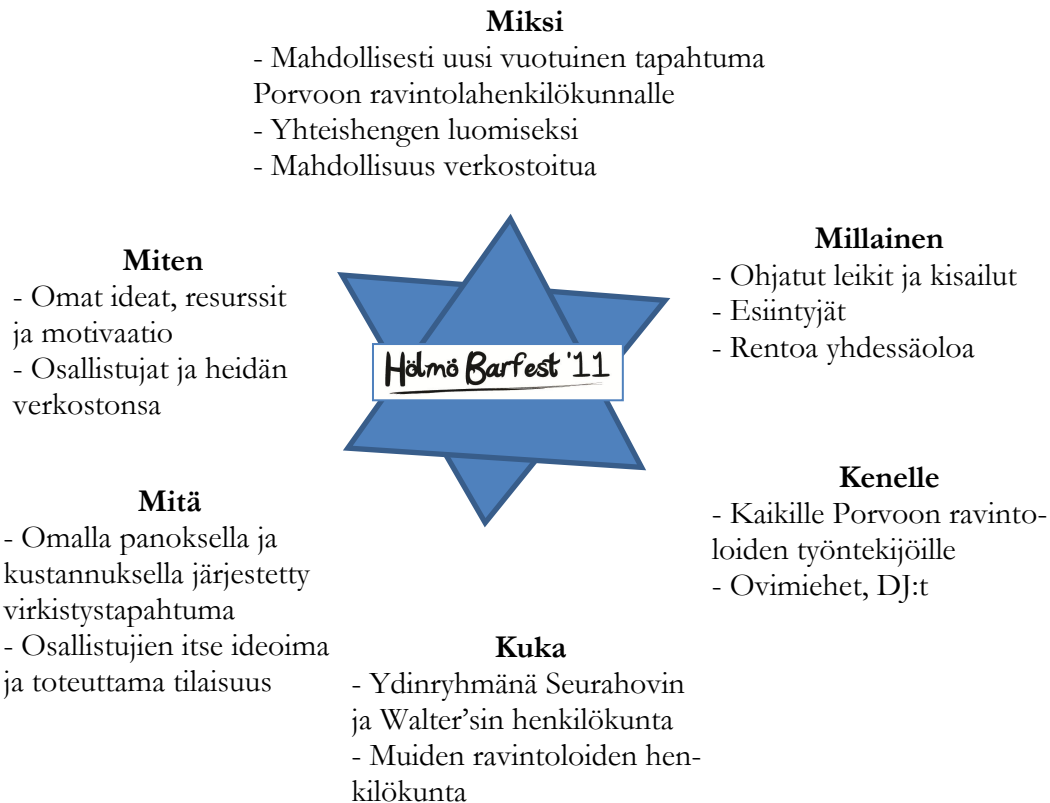 Miksi
- Mahdollisesti uusi vuotuinen tapahtuma
Porvoon ravintolahenkilökunnalle
- Yhteishengen luomiseksi
- Mahdollisuus verkostoitua
Miten
- Omat ideat, resurssit
ja motivaatio
- Osallistujat ja heidän
verkostonsa
Hölmö Barfest '11
Millainen
- Ohjatut leikit ja kisailut
- Esiintyjät
- Rentoa yhdessäoloa
Mitä
- Omalla panoksella ja
kustannuksella järjestetty
virkistystapahtuma
- Osallistujien itse ideoima
ja toteuttama tilaisuus
Kenelle
- Kaikille Porvoon ravinto-
loiden työntekijöille
- Ovimiehet, DJ:t
Kuka
- Ydinryhmänä Seurahovin
ja Walter’sin henkilökunta
- Muiden ravintoloiden hen-
kilökunta